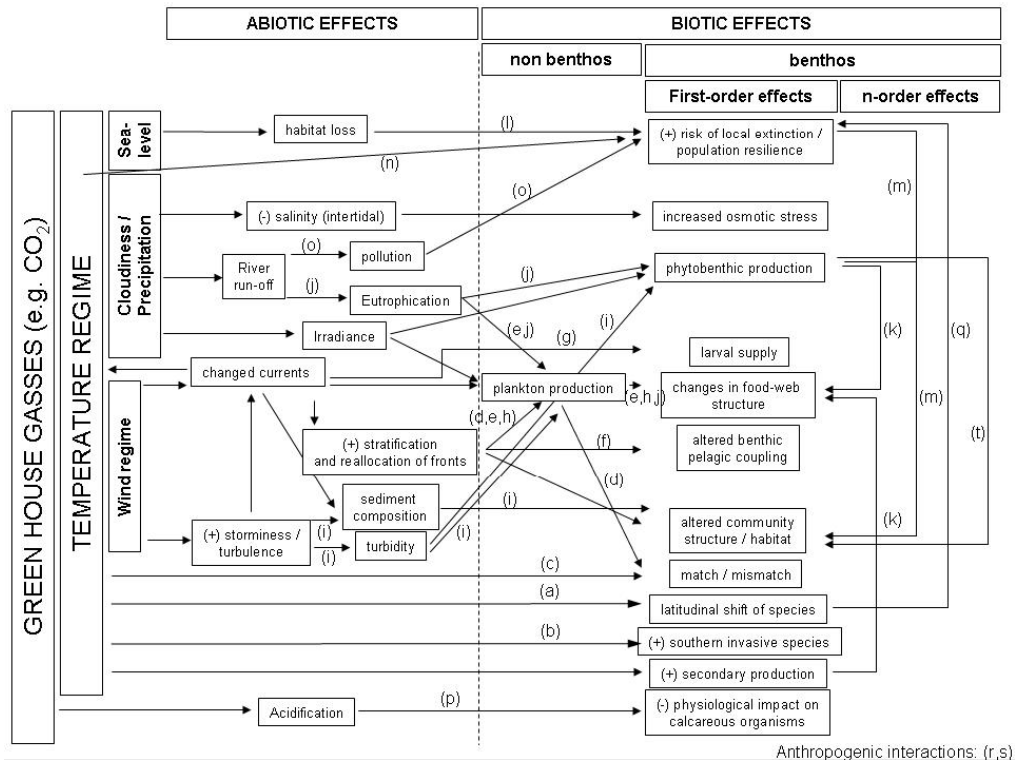 ABIOTIC EFFECTS
BIOTIC EFFECTS
non benthos
benthos
First-order effects
n-order effects
GREEN HOUSE GASSES (e.g. CO2)
TEMPERATURE REGIME
Sea-
level
habitat loss
(l)
(+) risk of local extinction /
population resilience
(n)
(m)
Cloudiness /
Precipitation
(o)
(-) salinity (intertidal)
increased osmotic stress
River
run-off
(o)
pollution
(j)
phytobenthic production
(j)
Eutrophication
(i)
(e,j)
(g)
(k)
(q)
Irradiance
larval supply
changed currents
plankton production
(e,h,j)
changes in food-web
structure
(m)
(d,e,h)
Wind regime
(+) stratification
and reallocation of fronts
(f)
altered benthic
pelagic coupling
(t)
(d)
sediment
composition
(i)
(i)
altered community
structure / habitat
(k)
(+) storminess /
turbulence
(i)
(i)
turbidity
(c)
match / mismatch
(a)
latitudinal shift of species
(b)
(+) southern invasive species
(+) secondary production
Acidification
(p)
(-) physiological impact on
calcareous organisms
Anthropogenic interactions: (r,s)